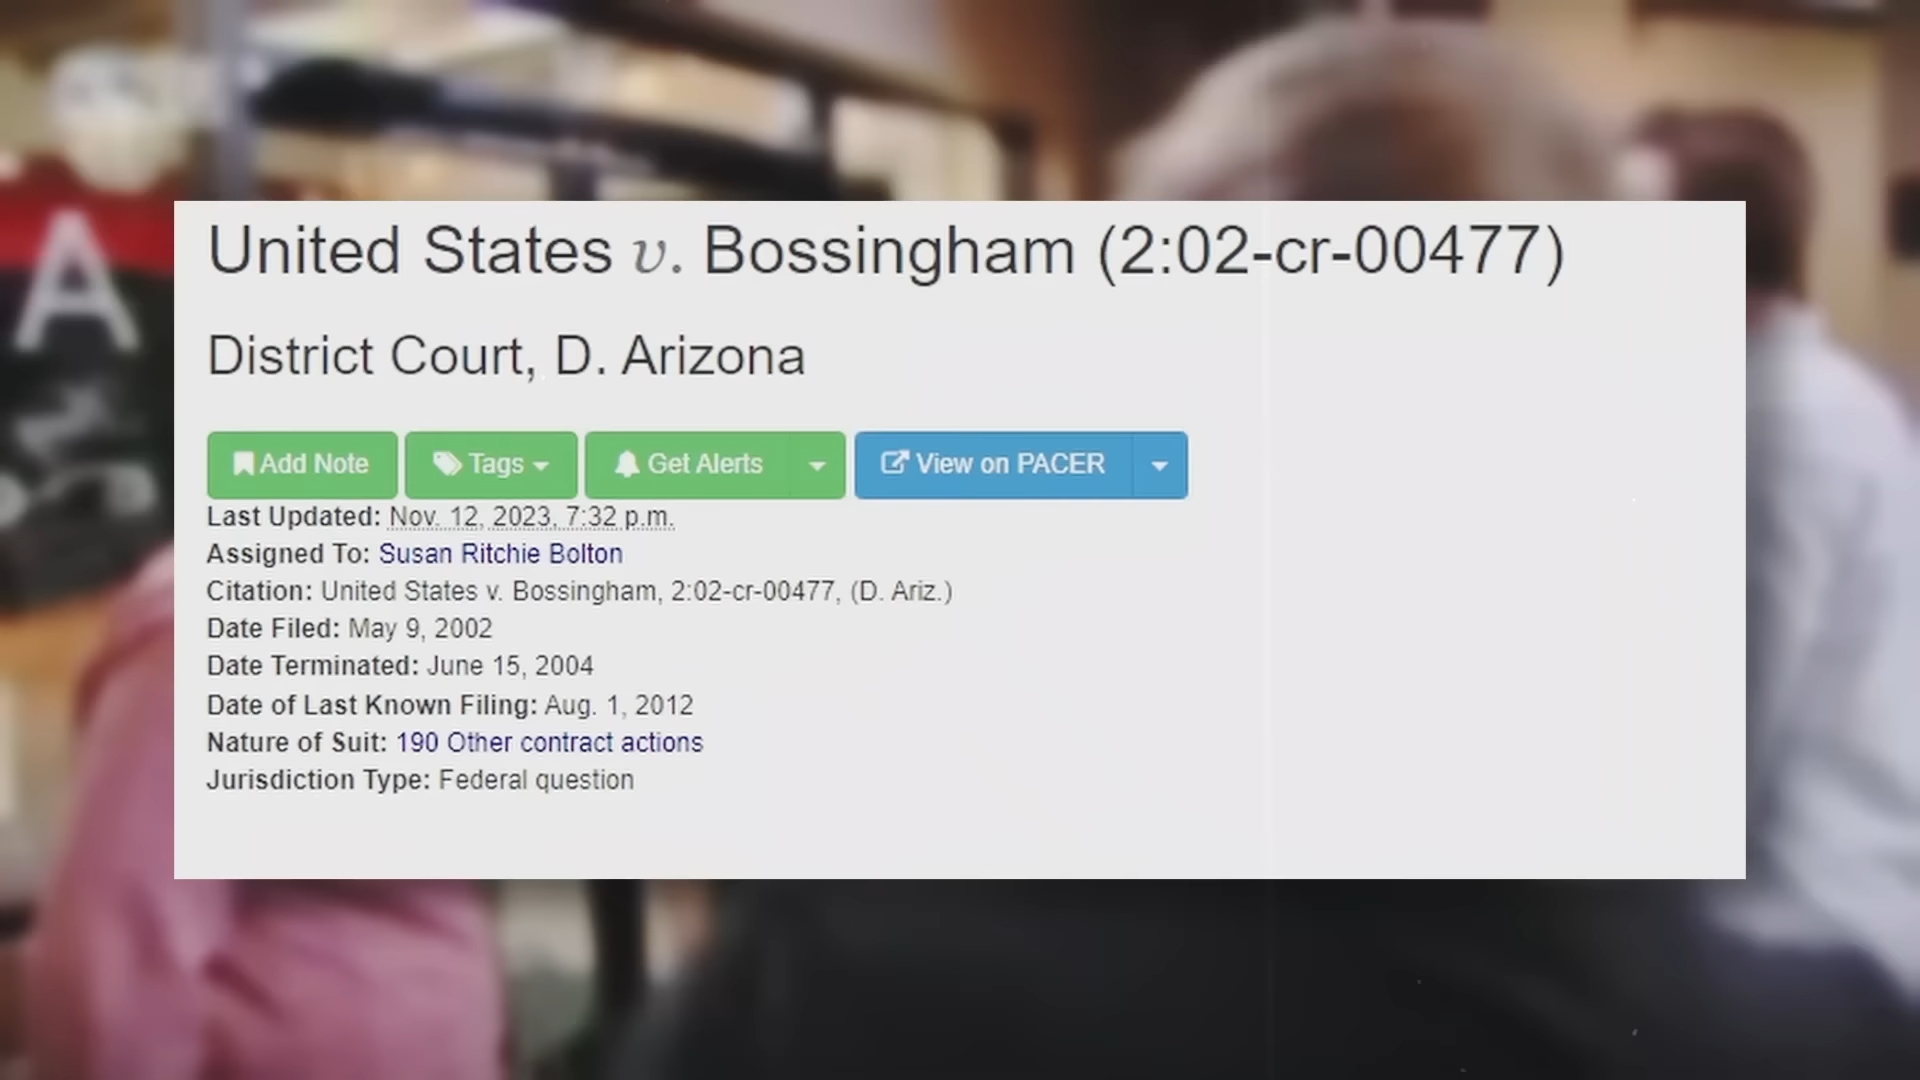 United States v. Bossingham (2:02-cr-00477)
District Court, D. Arizona
Add Note Tags Get Alerts View on PACER
Last Updated: Nov. 12, 2023, 7:32 p.m.
Assigned To: Susan Ritchie Bolton
Citation: United States v. Bossingham, 2:02-cr-00477, (D. Ariz.)
Date Filed: May 9, 2002
Date Terminated: June 15, 2004
Date of Last Known Filing: Aug. 1, 2012
Nature of Suit: 190 Other contract actions
Jurisdiction Type: Federal question
A